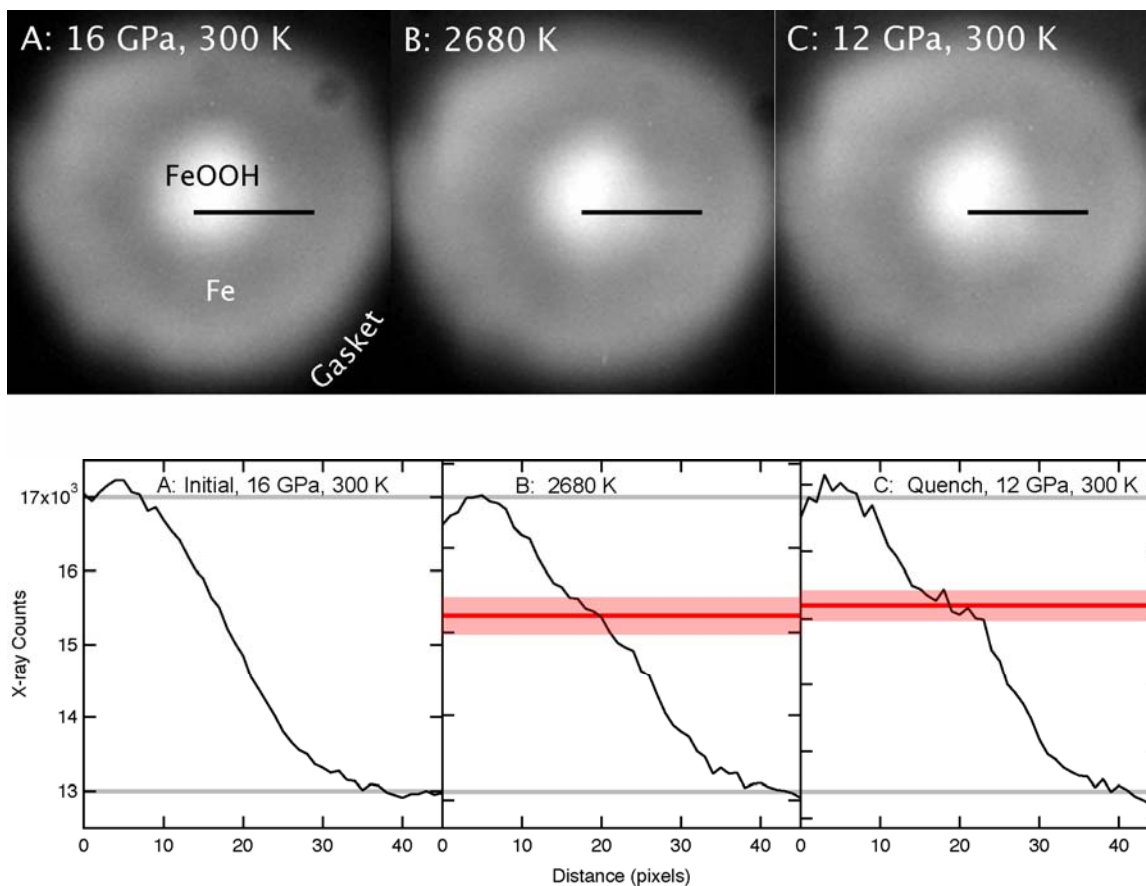 A: 16 GPa, 300 K
B: 2680 K
C: 12 GPa, 300 K
FeOOH
Fe
Gasket
A: Initial, 16 GPa, 300 K
B: 2680 K
C: Quench, 12 GPa, 300 K
17x10³
16
15
14
13
X-ray Counts
0 10 20 30 40 0 10 20 30 40 0 10 20 30 40
Distance (pixels)